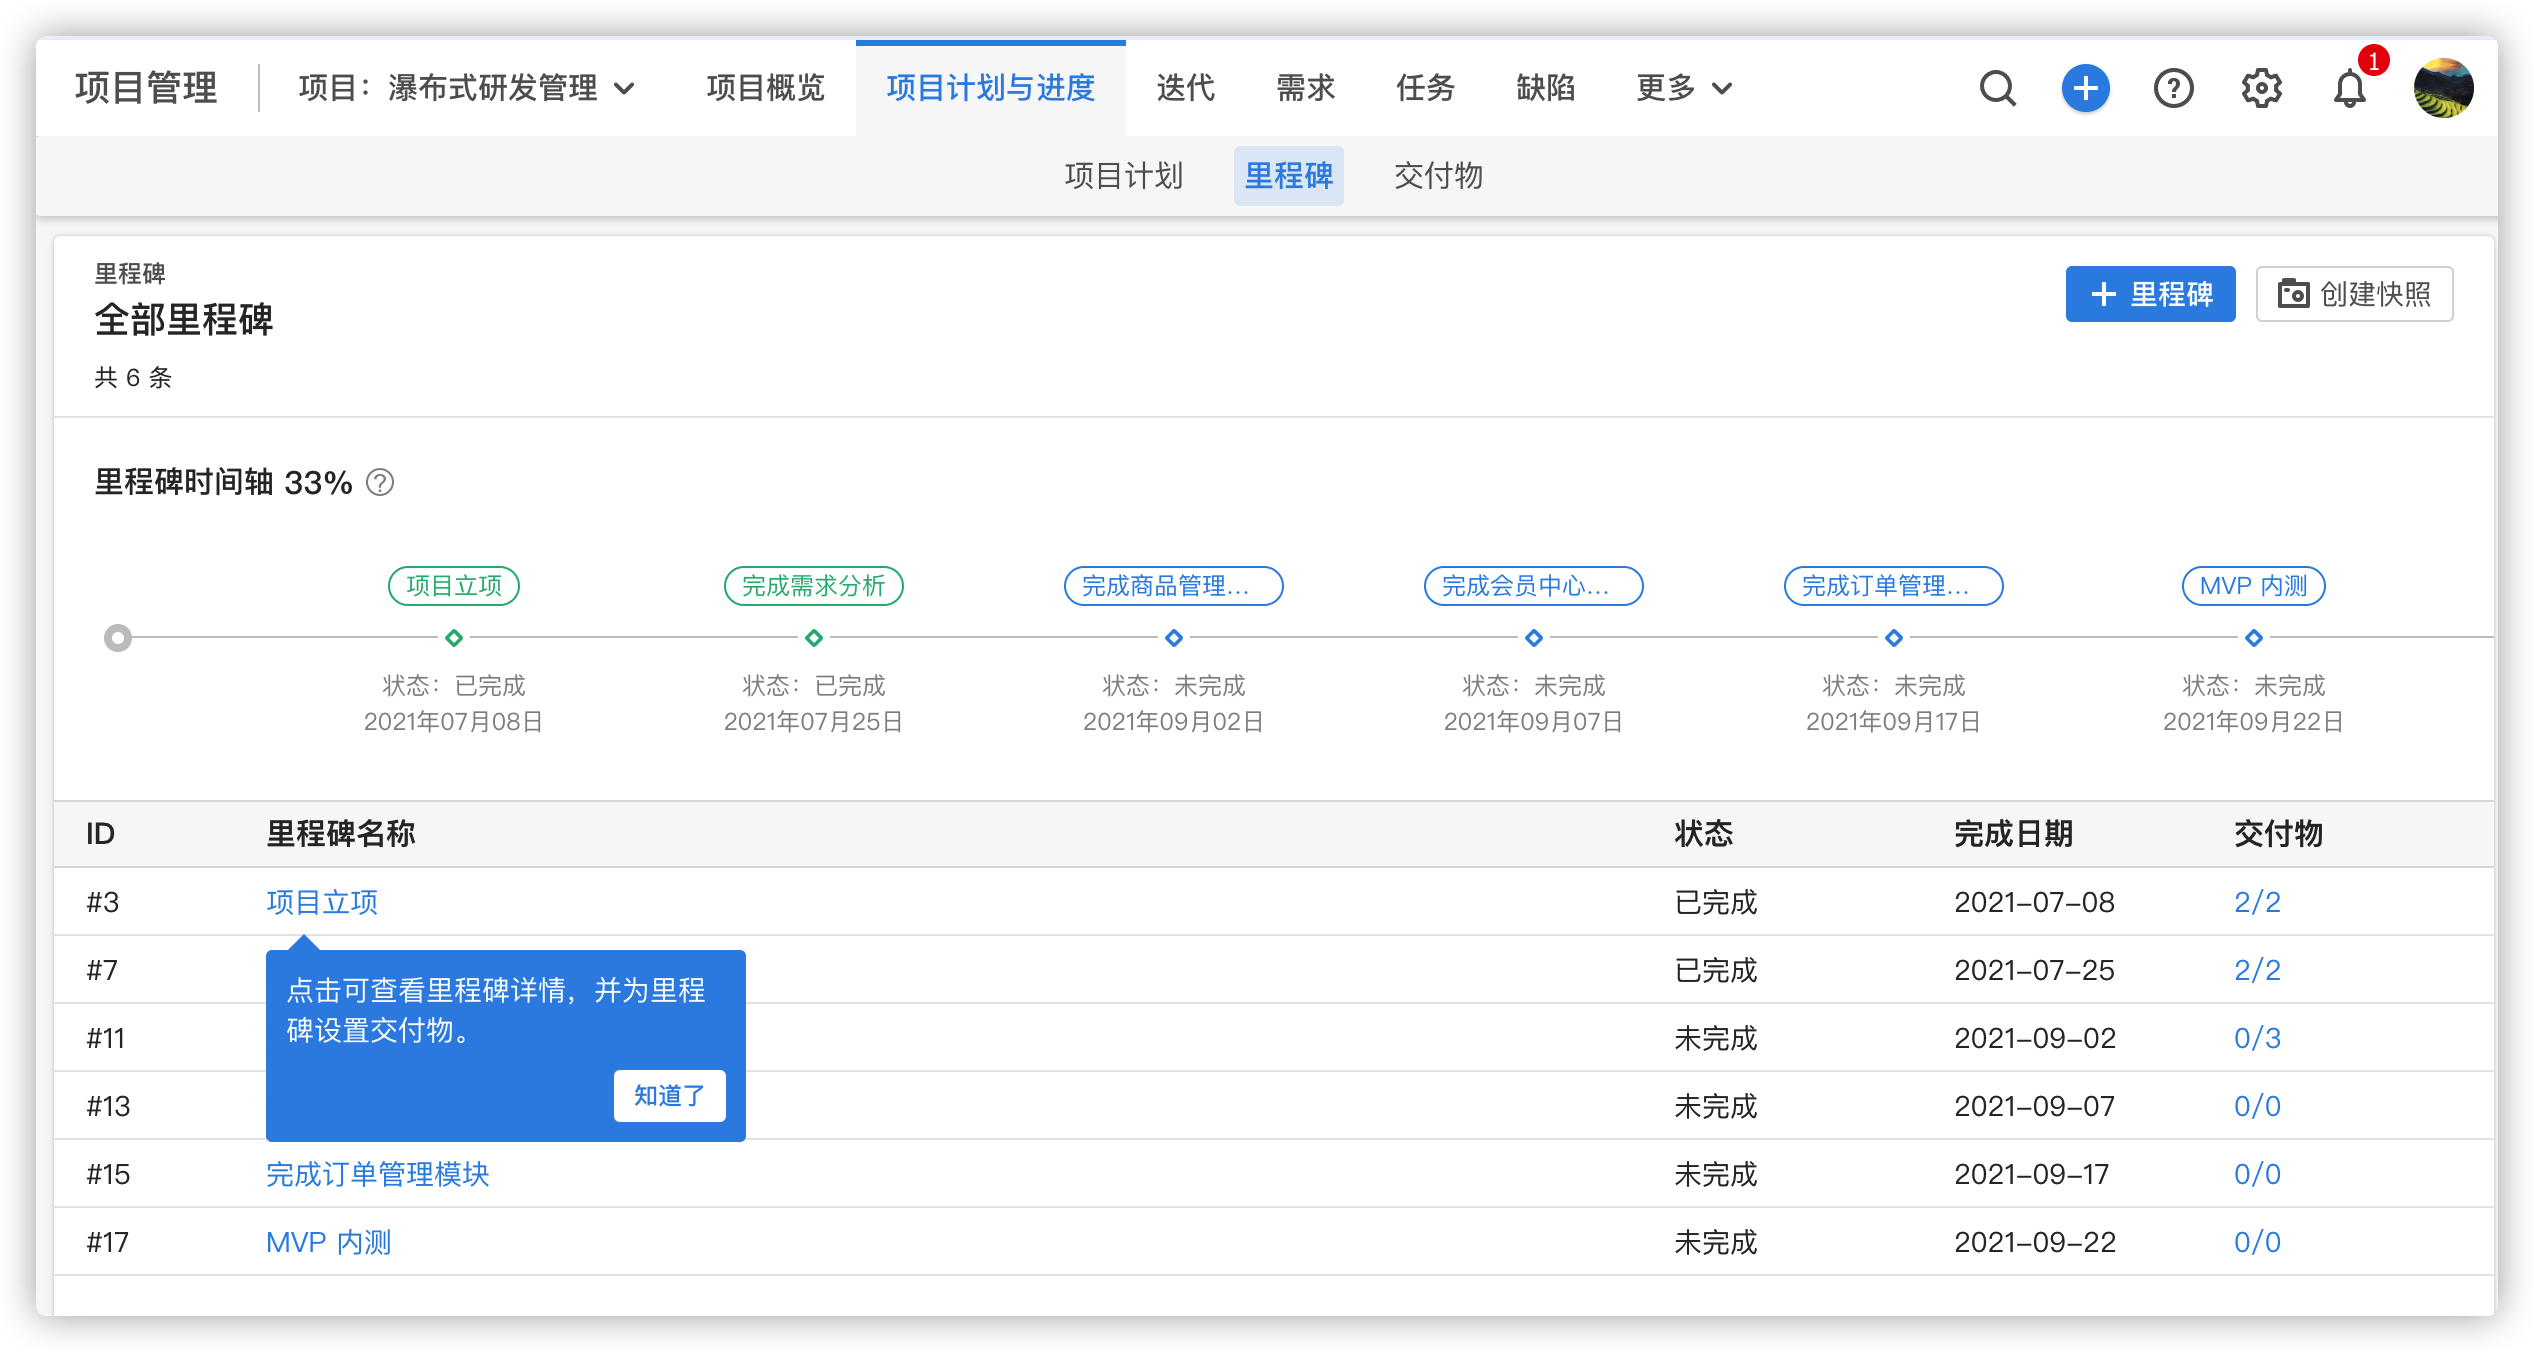 项目管理 项目：瀑布式研发管理 项目概览 项目计划与进度 迭代 需求 任务 缺陷 更多 1
项目计划 里程碑 交付物
里程碑
全部里程碑
共 6 条
里程碑 创建快照
里程碑时间轴 33%
项目立项 完成需求分析 完成商品管理... 完成会员中心... 完成订单管理... MVP 内测
状态：已完成 状态：已完成 状态：未完成 状态：未完成 状态：未完成 状态：未完成
2021年07月08日 2021年07月25日 2021年09月02日 2021年09月07日 2021年09月17日 2021年09月22日
ID 里程碑名称 状态 完成日期 交付物
#3 项目立项 已完成 2021-07-08 2/2
#7 已完成 2021-07-25 2/2
点击可查看里程碑详情，并为里程
碑设置交付物。
知道了
#11 未完成 2021-09-02 0/3
#13 未完成 2021-09-07 0/0
#15 完成订单管理模块 未完成 2021-09-17 0/0
#17 MVP 内测 未完成 2021-09-22 0/0